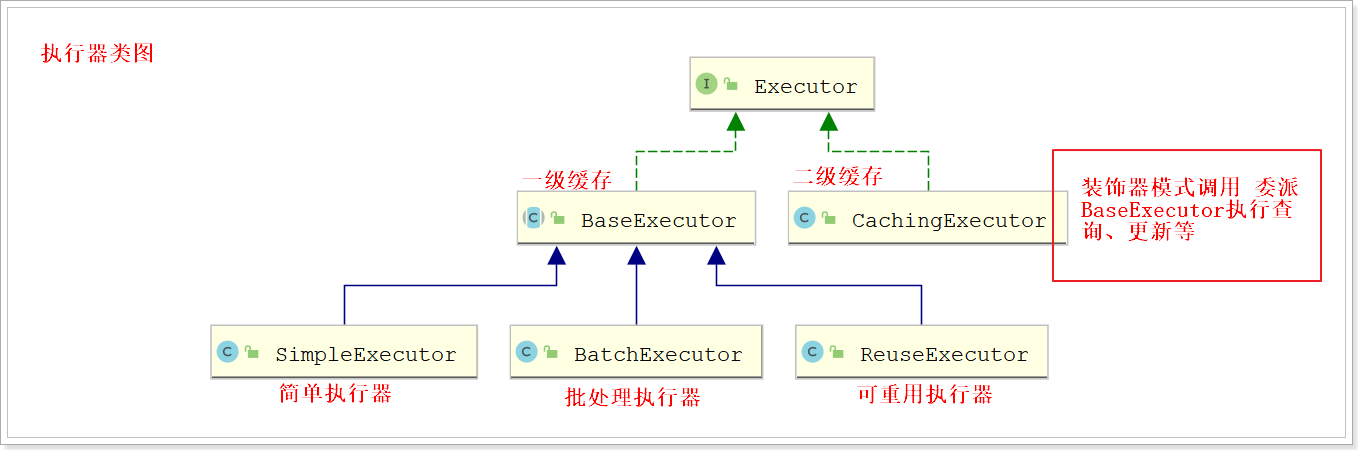 执行器类图
I Executor
一级缓存
二级缓存
C BaseExecutor
C CachingExecutor
装饰器模式调用 委派
BaseExecutor执行查
询、更新等
C SimpleExecutor
C BatchExecutor
C ReuseExecutor
简单执行器
批处理执行器
可重用执行器